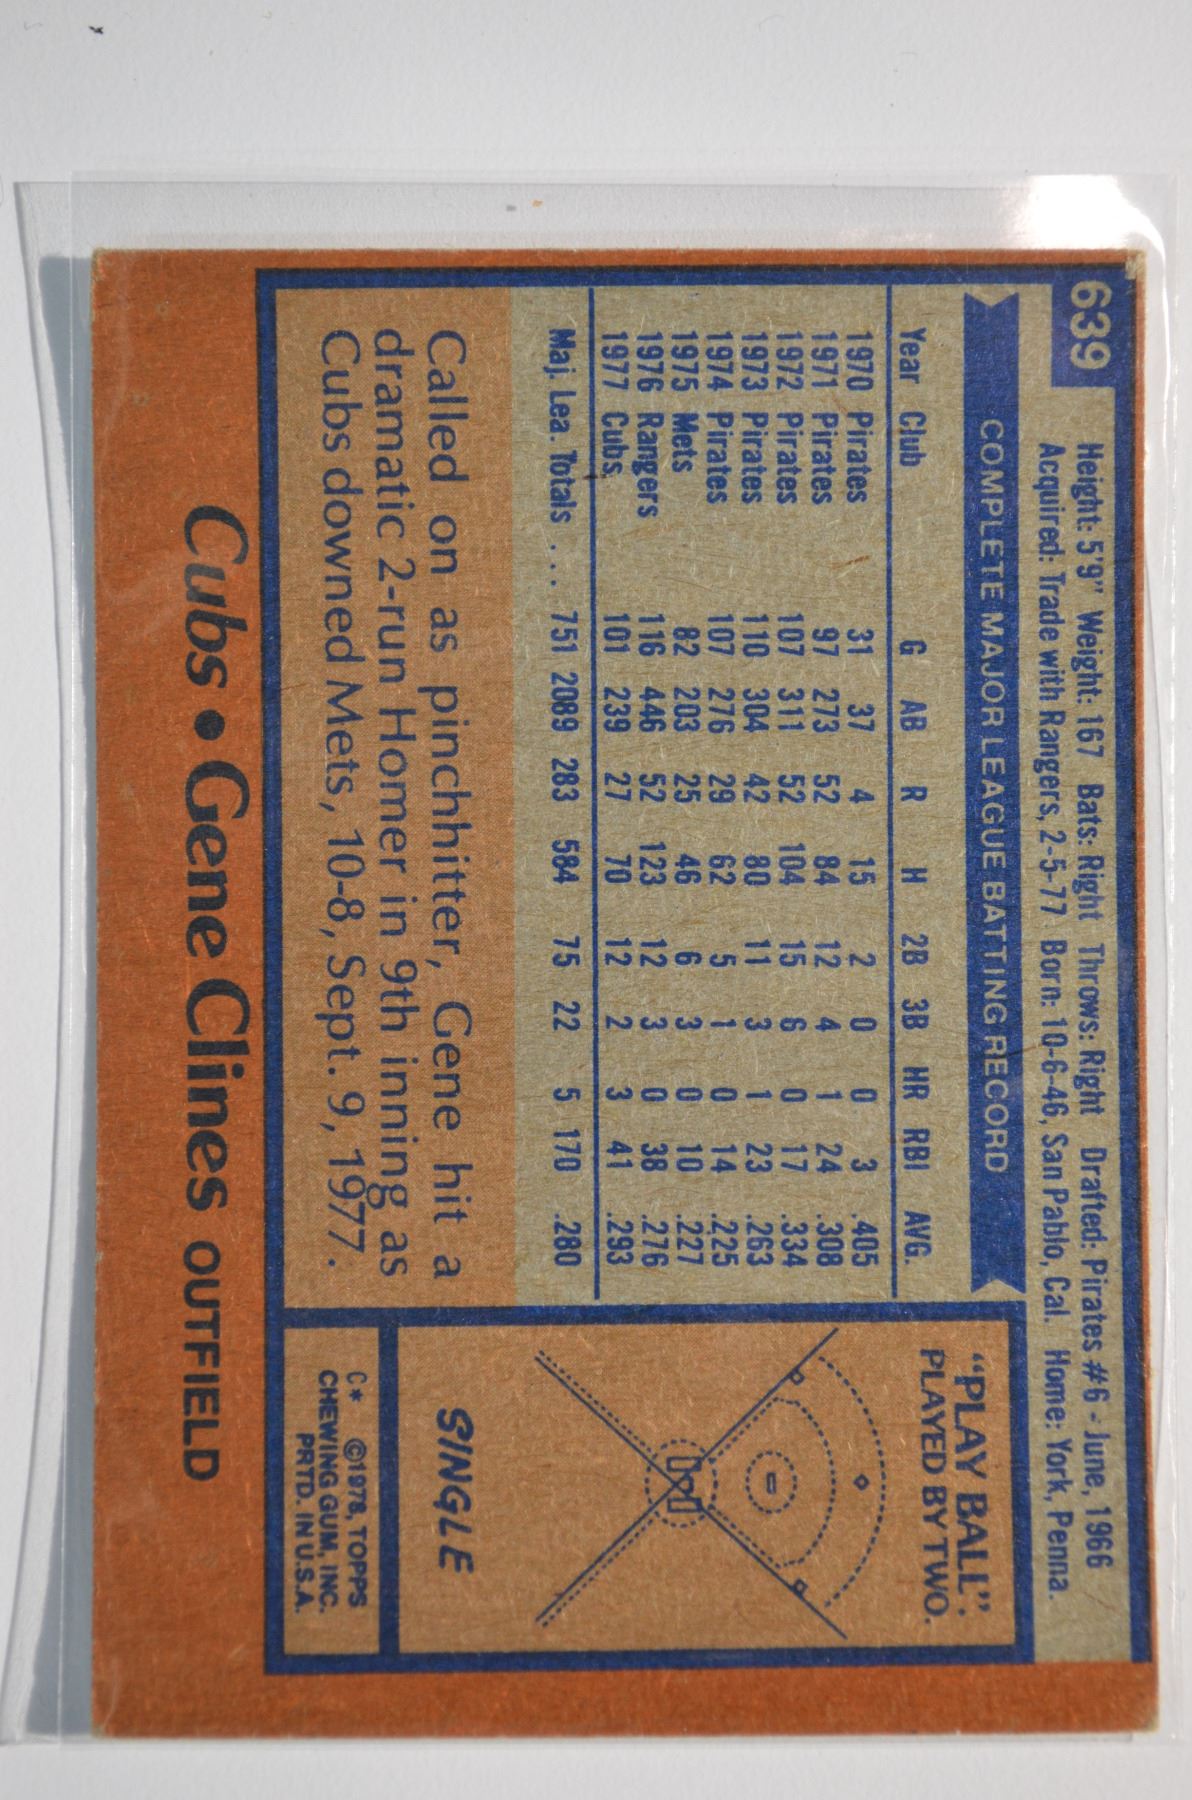 639
Height: 5'9" Weight: 167 Bats: Right Throws: Right Drafted: Pirates #6 - June, 1966
Acquired: Trade with Rangers, 2-5-77 Born: 10-6-46, San Pablo, Cal. Home: York, Penna.
COMPLETE MAJOR LEAGUE BATTING RECORD
Year Club G AB R H 2B 3B HR RBI AVG.
1970 Pirates 31 37 4 15 2 0 0 3 .405
1971 Pirates 97 273 52 84 12 4 1 24 .308
1972 Pirates 107 311 52 104 15 6 0 17 .334
1973 Pirates 110 304 42 80 11 3 1 23 .263
1974 Pirates 107 276 29 62 5 1 0 14 .225
1975 Mets 82 203 25 46 6 3 0 10 .227
1976 Rangers 116 446 52 123 12 3 0 38 .276
1977 Cubs 101 239 27 70 12 2 3 41 .293
Maj. Lea. Totals . . . 751 2089 283 584 75 22 5 170 .280
Called on as pinchhitter, Gene hit a
dramatic 2-run Homer in 9th inning as
Cubs downed Mets, 10-8, Sept. 9, 1977.
"PLAY BALL":
PLAYED BY TWO.
SINGLE
C* ©1978, TOPPS
CHEWING GUM, INC.
PRTD. IN U.S.A.
Cubs • Gene Clines OUTFIELD